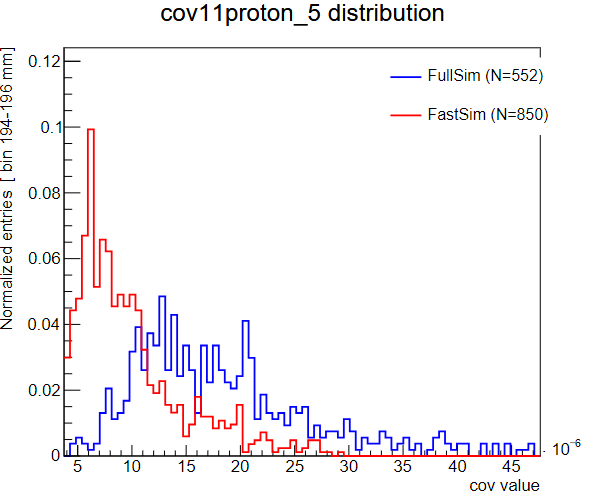 cov11proton_5 distribution
Normalized entries [ bin 194-196 mm]
0.12
0.1
0.08
0.06
0.04
0.02
0
FullSim (N=552)
FastSim (N=850)
5 10 15 20 25 30 35 40 45
· 10⁻⁶
cov value